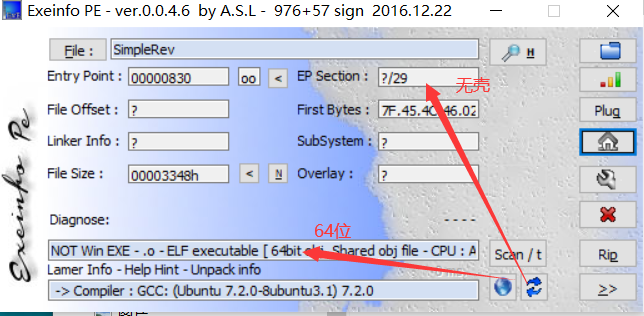 Exeinfo PE - ver.0.0.4.6 by A.S.L - 976+57 sign 2016.12.22
File : SimpleRev H
Entry Point : 00000830 oo < EP Section : ?/29
无壳
File Offset : ? First Bytes : 7F.45.4C.46.02 Plug
Linker Info : ? SubSystem : ?
File Size : 00003348h < N Overlay : ?
Diagnose: ----
64位
NOT Win EXE - .o - ELF executable [ 64bit obj. Shared obj file - CPU : A Scan / t Rip
Lamer Info - Help Hint - Unpack info
-> Compiler : GCC: (Ubuntu 7.2.0-8ubuntu3.1) 7.2.0 >>
Exeinfo Pe